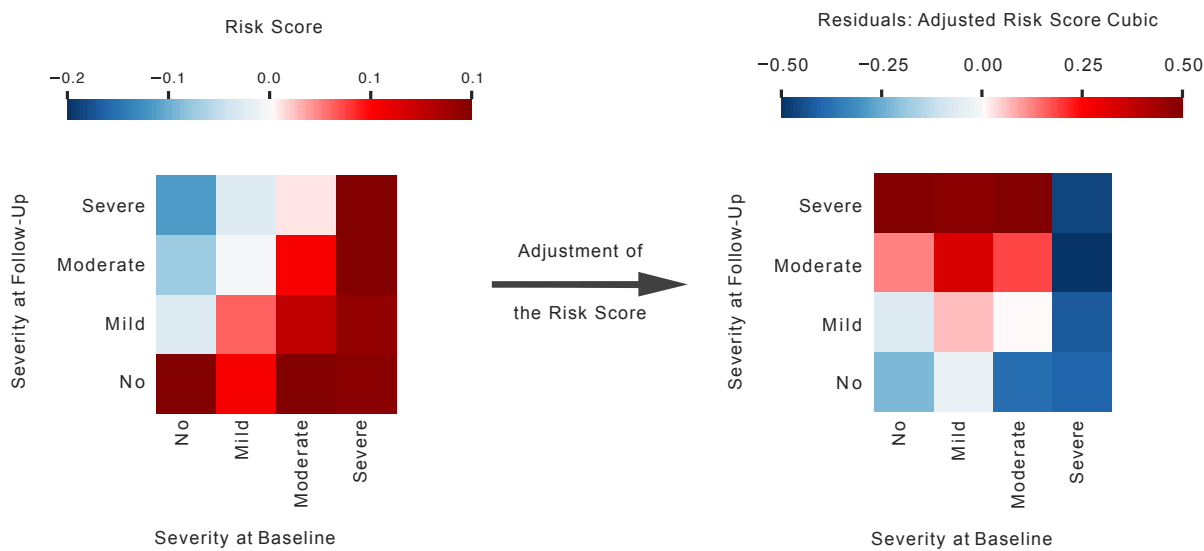 Risk Score
−0.2 −0.1 0.0 0.1 0.1
Severity at Follow-Up
Severe
Moderate
Mild
No
No Mild Moderate Severe
Severity at Baseline
Adjustment of
the Risk Score
Residuals: Adjusted Risk Score Cubic
−0.50 −0.25 0.00 0.25 0.50
Severity at Follow-Up
Severe
Moderate
Mild
No
No Mild Moderate Severe
Severity at Baseline